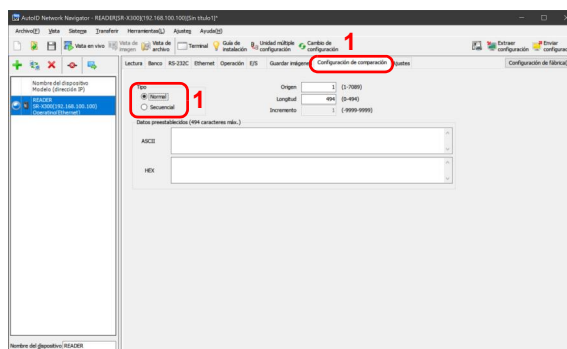 AutoID Network Navigator - READER[SR-X300][192.168.100.100][Sin título1]*
Archivo(F) Vista Satetge Transferir Herramientas(L) Ajustes Ayuda(H)
Vista en vivo Vista de imagen Vista de archivo Terminal Guía de instalación Unidad múltiple configuración Cambio de configuración 1 Extraer configuración Enviar configurac
Lectura Banco RS-232C Ethernet Operación E/S Guardar imágenes Configuración de comparación Ajustes Configuración de fábrica(
Nombre del dispositivo
Modelo (dirección IP)
READER
SR-X300[192.168.100.100]
Operating(Ethernet)
Tipo
Normal
Secuencial
1
Origen 1 (1-7089)
Longitud 494 (0-494)
Incremento 1 (-9999-9999)
Datos preestablecidos (494 caracteres máx.)
ASCII
HEX
Nombre del dispositivo READER